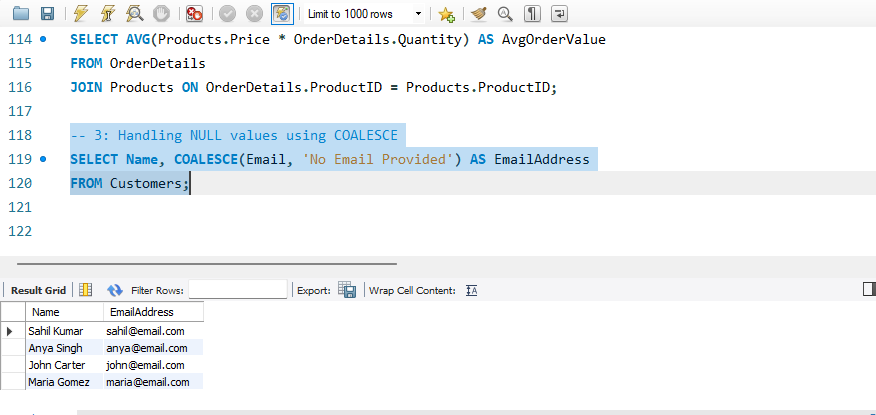 Limit to 1000 rows
114 SELECT AVG(Products.Price * OrderDetails.Quantity) AS AvgOrderValue
115 FROM OrderDetails
116 JOIN Products ON OrderDetails.ProductID = Products.ProductID;
117
118 -- 3: Handling NULL values using COALESCE
119 SELECT Name, COALESCE(Email, 'No Email Provided') AS EmailAddress
120 FROM Customers;
121
122
Result Grid Filter Rows: Export: Wrap Cell Content: IA
Name EmailAddress
Sahil Kumar sahil@email.com
Anya Singh anya@email.com
John Carter john@email.com
Maria Gomez maria@email.com